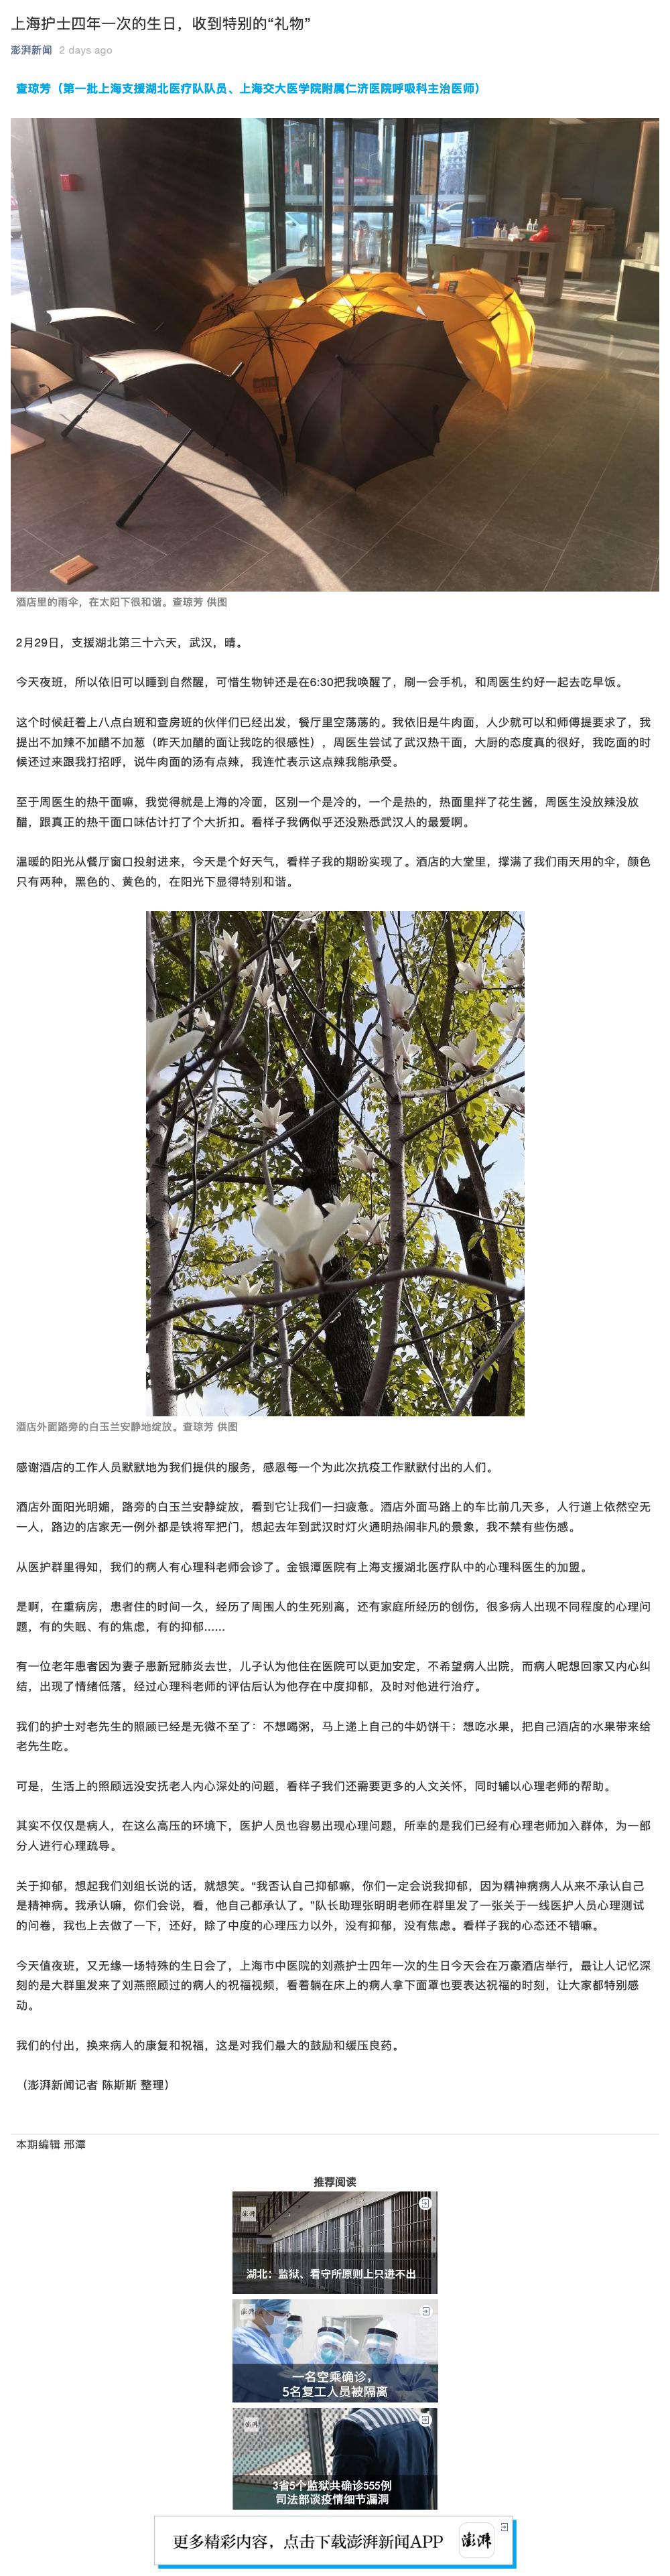 上海护士四年一次的生日，收到特别的“礼物”
澎湃新闻 2 days ago
查琼芳（第一批上海支援湖北医疗队队员、上海交大医学院附属仁济医院呼吸科主治医师）
酒店里的雨伞，在太阳下很和谐。查琼芳 供图
2月29日，支援湖北第三十六天，武汉，晴。
今天夜班，所以依旧可以睡到自然醒，可惜生物钟还是在6:30把我唤醒了，刷一会手机，和周医生约好一起去吃早饭。
这个时候赶着上八点白班和查房班的伙伴们已经出发，餐厅里空荡荡的。我依旧是牛肉面，人少就可以和师傅提要求了，我
提出不加辣不加醋不加葱（昨天加醋的面让我吃的很感性），周医生尝试了武汉热干面，大厨的态度真的很好，我吃面的时
候还过来跟我打招呼，说牛肉面的汤有点辣，我连忙表示这点辣我能承受。
至于周医生的热干面嘛，我觉得就是上海的冷面，区别一个是冷的，一个是热的，热面里拌了花生酱，周医生没放辣没放
醋，跟真正的热干面口味估计打了个大折扣。看样子我俩似乎还没熟悉武汉人的最爱啊。
温暖的阳光从餐厅窗口投射进来，今天是个好天气，看样子我的期盼实现了。酒店的大堂里，撑满了我们雨天用的伞，颜色
只有两种，黑色的、黄色的，在阳光下显得特别和谐。
酒店外面路旁的白玉兰安静地绽放。查琼芳 供图
感谢酒店的工作人员默默地为我们提供的服务，感恩每一个为此次抗疫工作默默付出的人们。
酒店外面阳光明媚，路旁的白玉兰安静绽放，看到它让我们一扫疲惫。酒店外面马路上的车比前几天多，人行道上依然空无
一人，路边的店家无一例外都是铁将军把门，想起去年到武汉时灯火通明热闹非凡的景象，我不禁有些伤感。
从医护群里得知，我们的病人有心理科老师会诊了。金银潭医院有上海支援湖北医疗队中的心理科医生的加盟。
是啊，在重病房，患者住的时间一久，经历了周围人的生死别离，还有家庭所经历的创伤，很多病人出现不同程度的心理问
题，有的失眠、有的焦虑，有的抑郁……
有一位老年患者因为妻子患新冠肺炎去世，儿子认为他住在医院可以更加安定，不希望病人出院，而病人呢想回家又内心纠
结，出现了情绪低落，经过心理科老师的评估后认为他存在中度抑郁，及时对他进行治疗。
我们的护士对老先生的照顾已经是无微不至了：不想喝粥，马上递上自己的牛奶饼干；想吃水果，把自己酒店的水果带来给
老先生吃。
可是，生活上的照顾远没安抚老人内心深处的问题，看样子我们还需要更多的人文关怀，同时辅以心理老师的帮助。
其实不仅仅是病人，在这么高压的环境下，医护人员也容易出现心理问题，所幸的是我们已经有心理老师加入群体，为一部
分人进行心理疏导。
关于抑郁，想起我们刘组长说的话，就想笑。“我否认自己抑郁嘛，你们一定会说我抑郁，因为精神病病人从来不承认自己
是精神病。我承认嘛，你们会说，看，他自己都承认了。”队长助理张明明老师在群里发了一张关于一线医护人员心理测试
的问卷，我也上去做了一下，还好，除了中度的心理压力以外，没有抑郁，没有焦虑。看样子我的心态还不错嘛。
今天值夜班，又无缘一场特殊的生日会了，上海市中医院的刘燕护士四年一次的生日今天会在万豪酒店举行，最让人记忆深
刻的是大群里发来了刘燕照顾过的病人的祝福视频，看着躺在床上的病人拿下面罩也要表达祝福的时刻，让大家都特别感
动。
我们的付出，换来病人的康复和祝福，这是对我们最大的鼓励和缓压良药。
（澎湃新闻记者 陈斯斯 整理）
本期编辑 邢潭
推荐阅读
澎湃
湖北：监狱、看守所原则上只进不出
澎湃
一名空乘确诊，
5名复工人员被隔离
澎湃
3省5个监狱共确诊555例
司法部谈疫情细节漏洞
更多精彩内容，点击下载澎湃新闻APP 澎湃